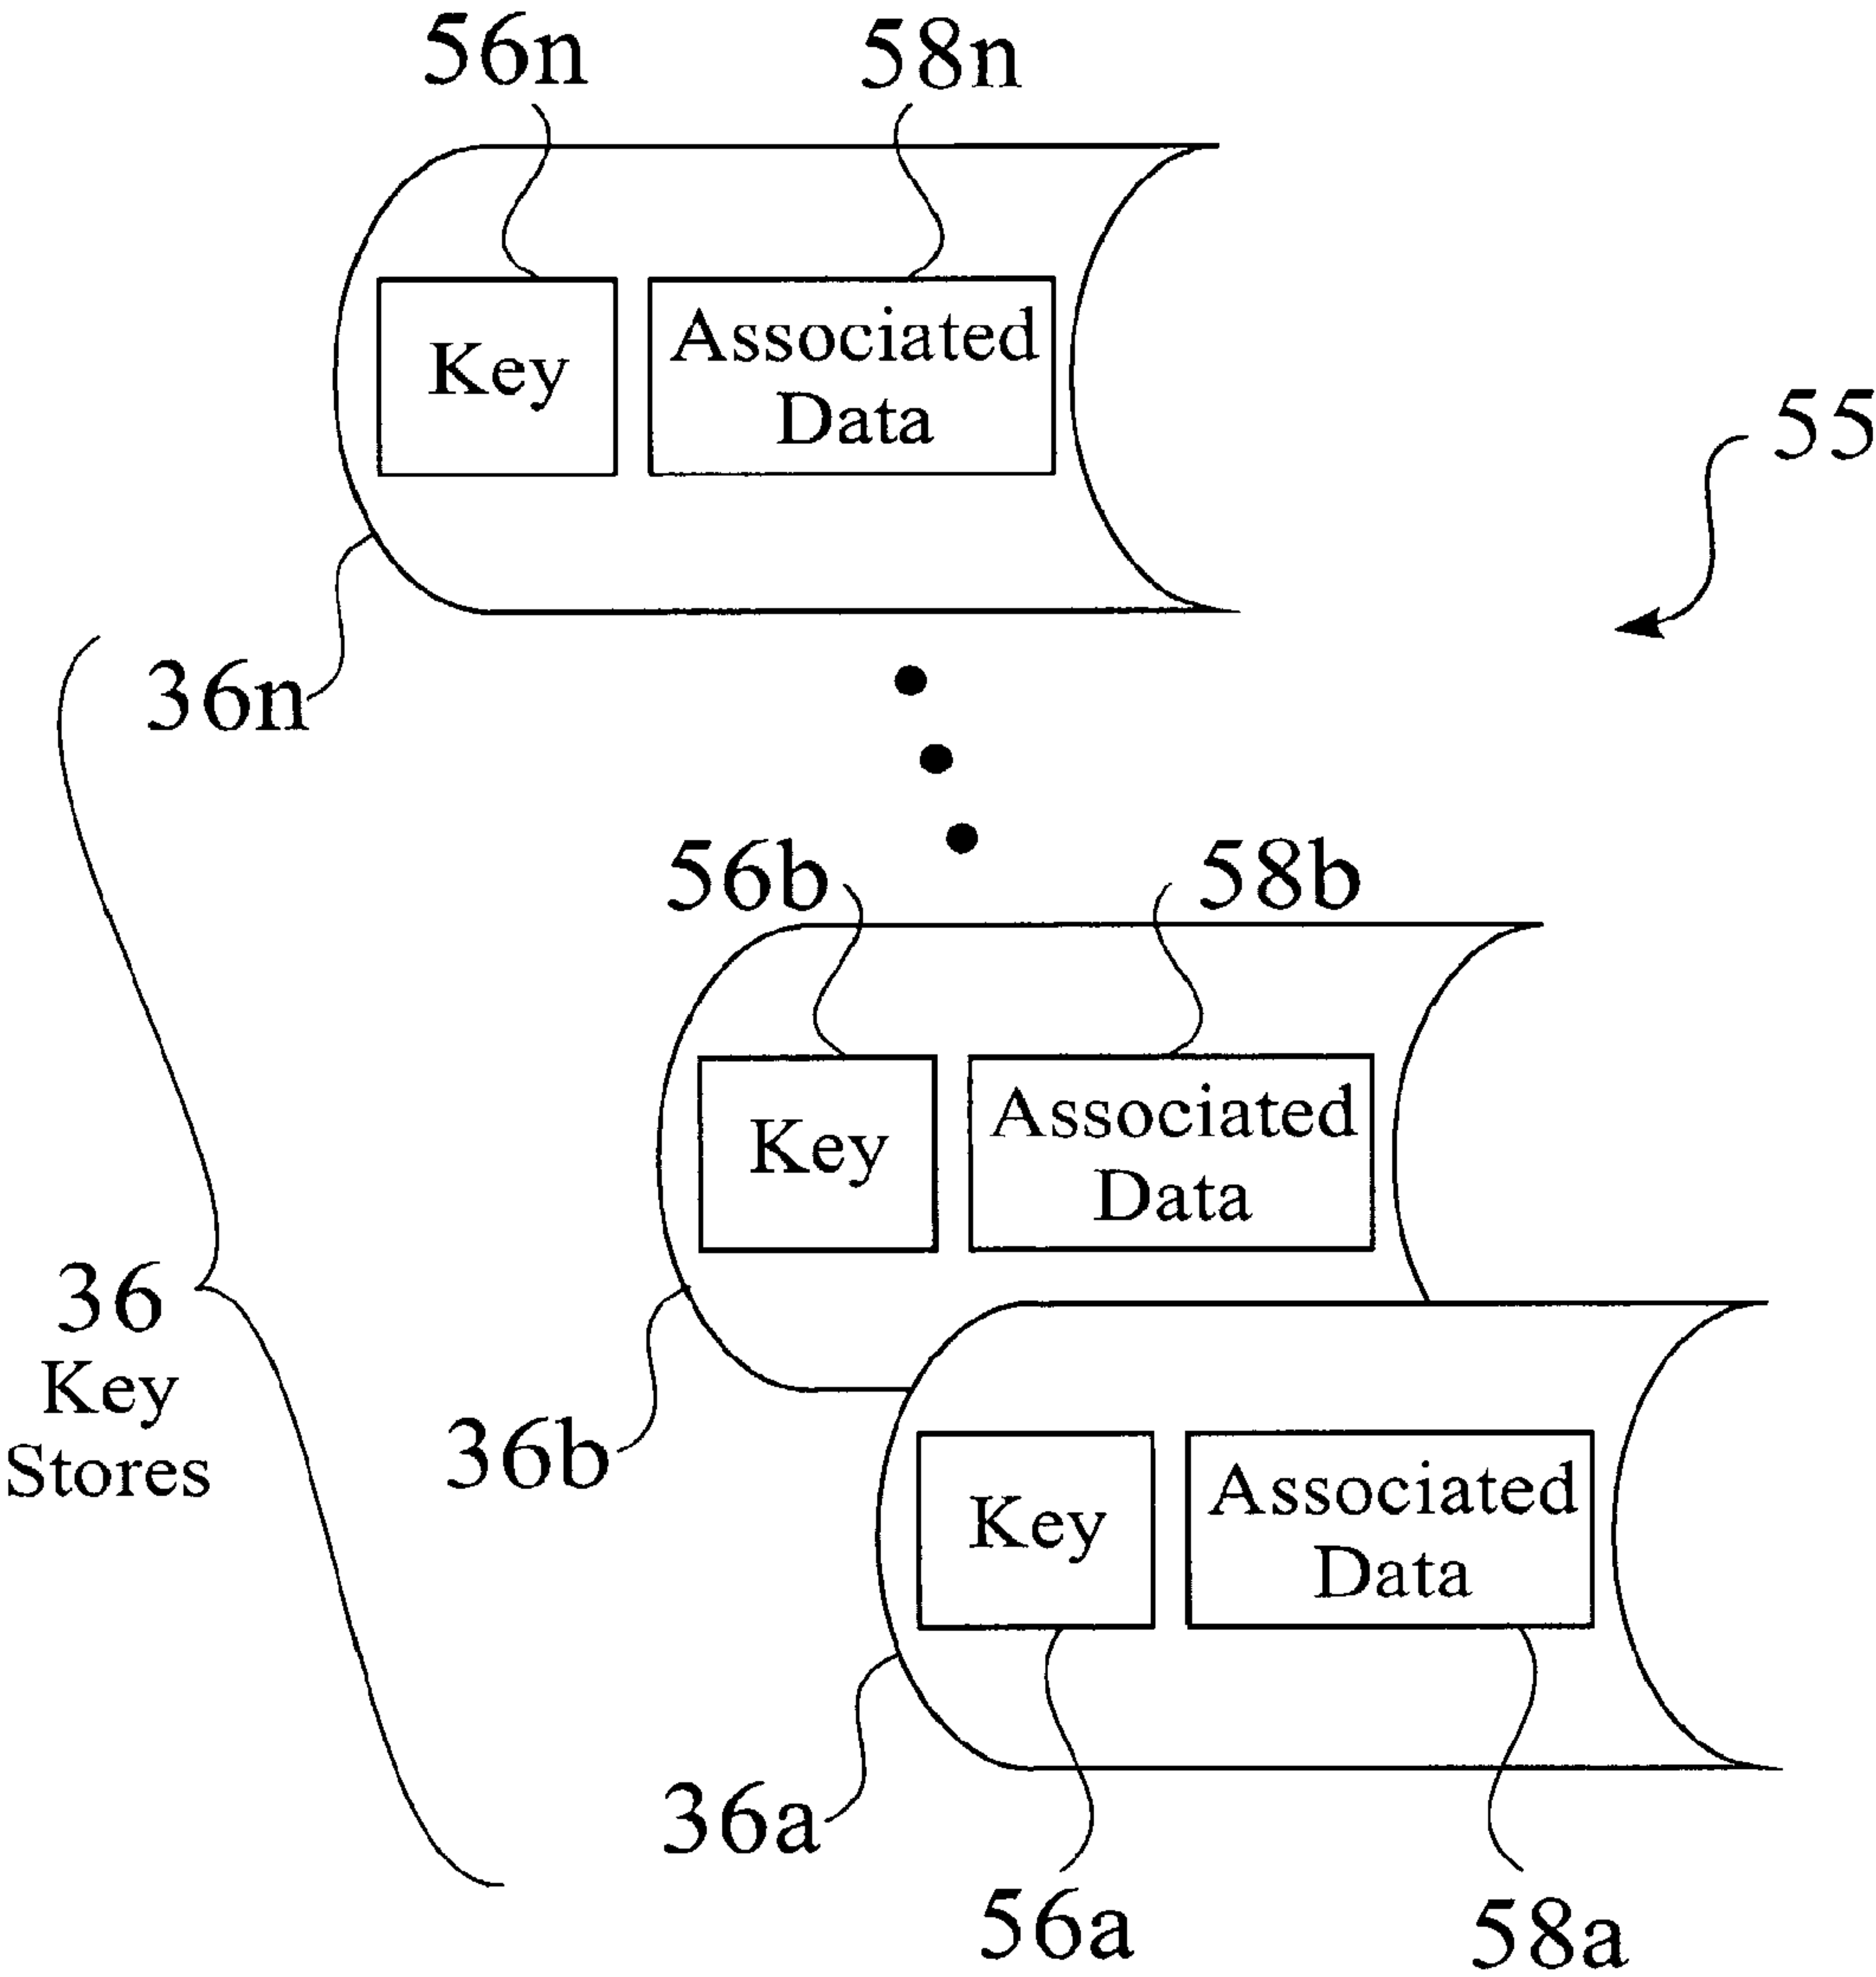 56n 58n
Key
Associated
Data
55
36n
56b 58b
Key
Associated
Data
36
Key
Stores
36b
Key
Associated
Data
36a
56a 58a